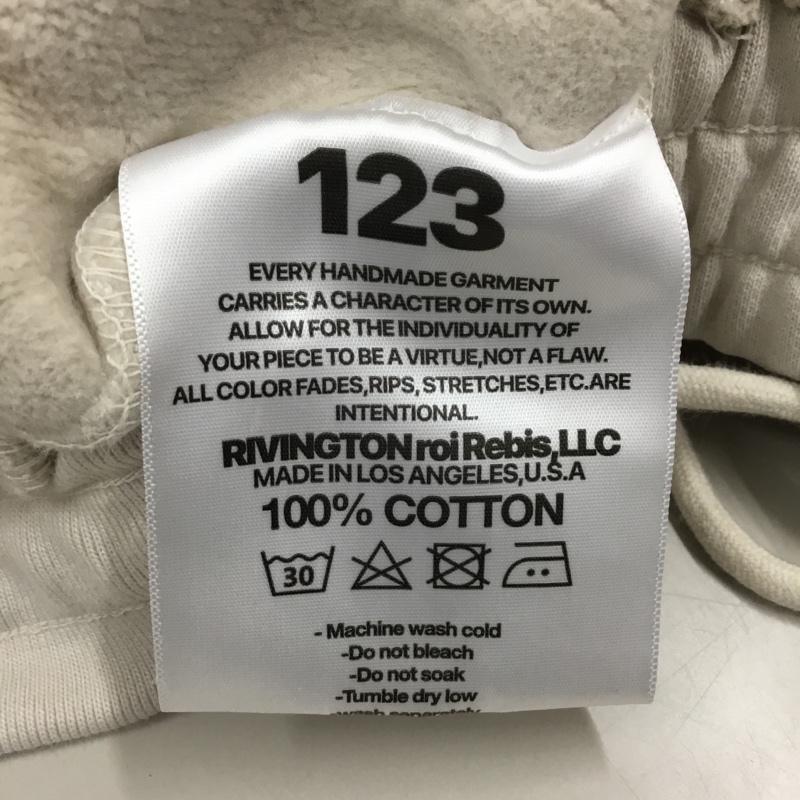 123
EVERY HANDMADE GARMENT
CARRIES A CHARACTER OF ITS OWN.
ALLOW FOR THE INDIVIDUALITY OF
YOUR PIECE TO BE A VIRTUE,NOT A FLAW.
ALL COLOR FADES,RIPS, STRETCHES,ETC.ARE
INTENTIONAL.
RIVINGTON roi Rebis,LLC
MADE IN LOS ANGELES,U.S.A
100% COTTON
30
- Machine wash cold
-Do not bleach
-Do not soak
-Tumble dry low
-wash separately